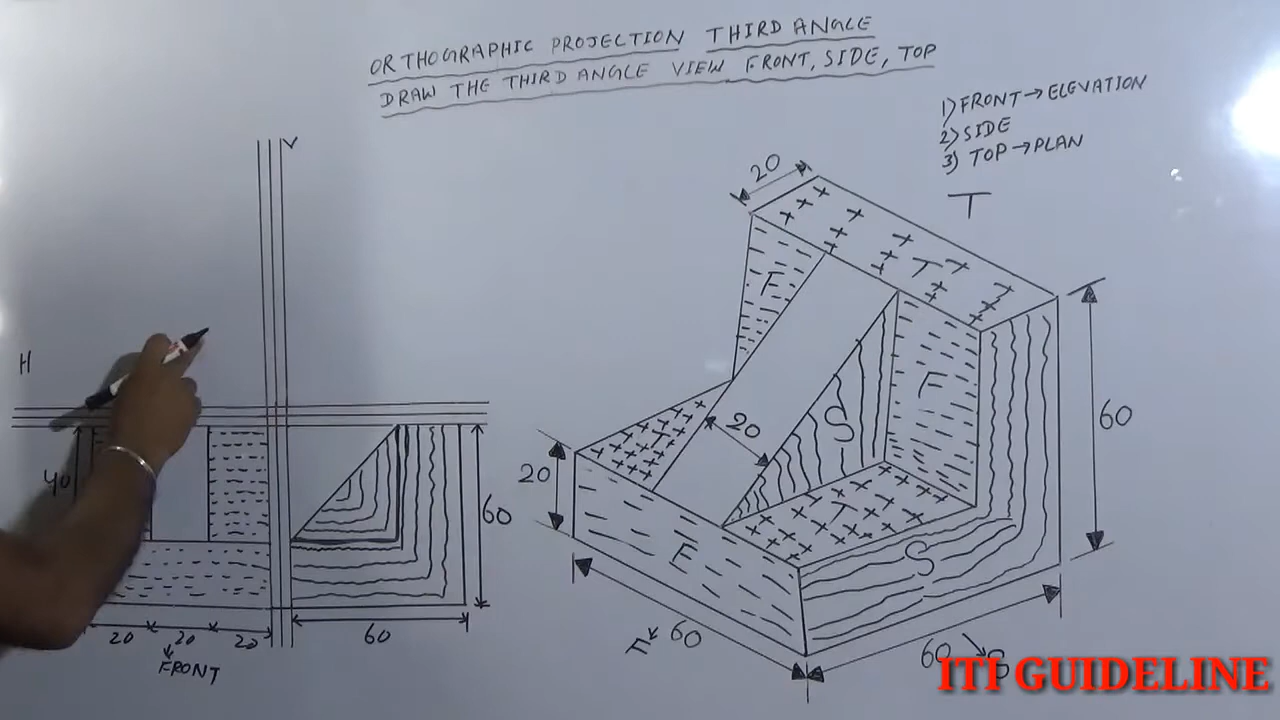 ORTHOGRAPHIC PROJECTION THIRD ANGLE
DRAW THE THIRD ANGLE VIEW FRONT, SIDE, TOP
1) FRONT → ELEVATION
2) SIDE
3) TOP → PLAN
T
V
H
20
T
F
F
S
20
T
T
20
F
S
60
60
F
60
S
40
60
20 20 20
60
FRONT
ITI GUIDELINE